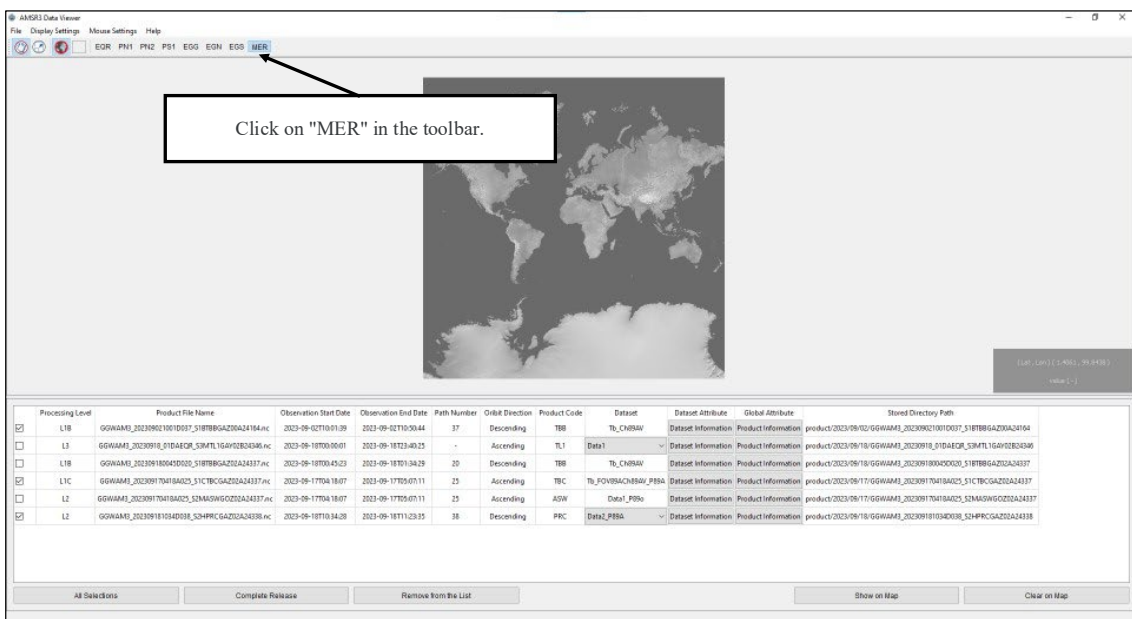 AMSR3 Data Viewer
File Display Settings Mouse Settings Help
EQR PN1 PN2 PS1 EGG EGN EGS MER
Click on "MER" in the toolbar.
value[-]
Processing Level Product File Name Observation Start Date Observation End Date Path Number Oribit Direction Product Code Dataset Dataset Attribute Global Attribute Stored Directory Path
L1B GGWAM3_202309021001D037_S1BTBBGAZ00A24164.nc 2023-09-02T10:01:39 2023-09-02T10:50:44 37 Descending TBB Tb_Ch89AV Dataset Information Product Information product/2023/09/02/GGWAM3_202309021001D037_S1BTBBGAZ00A24164
L3 GGWAM3_20230918_01DAEQR_S3MTL1GAY02B24346.nc 2023-09-18T00:00:01 2023-09-18T23:40:25 - TL1 Data1 Dataset Information Product Information product/2023/09/18/GGWAM3_20230918_01DAEQR_S3MTL1GAY02B24346
L1B GGWAM3_202309180045D020_S1BTBBGAZ02A24337.nc 2023-09-18T00:45:23 2023-09-18T01:34:29 20 Descending TBB Tb_Ch89AV Dataset Information Product Information product/2023/09/18/GGWAM3_202309180045D020_S1BTBBGAZ02A24337
L1C GGWAM3_202309170418A025_S1CTBCGAZ02A24337.nc 2023-09-17T04:18:07 2023-09-17T05:07:11 25 Ascending TBC Tb_FOV89ACh89AV_P89A Dataset Information Product Information product/2023/09/17/GGWAM3_202309170418A025_S1CTBCGAZ02A24337
L2 GGWAM3_202309170418A025_S2MASWGOZ02A24337.nc 2023-09-17T04:18:07 2023-09-17T05:07:11 25 Ascending ASW Data1_P89o Dataset Information Product Information product/2023/09/17/GGWAM3_202309170418A025_S2MASWGOZ02A24337
L2 GGWAM3_202309181034D038_S2HPRCGAZ02A24338.nc 2023-09-18T10:34:28 2023-09-18T11:23:35 38 Descending PRC Data2_P89A Dataset Information Product Information product/2023/09/18/GGWAM3_202309181034D038_S2HPRCGAZ02A24338
All Selections Complete Release Remove from the List Show on Map Clear on Map